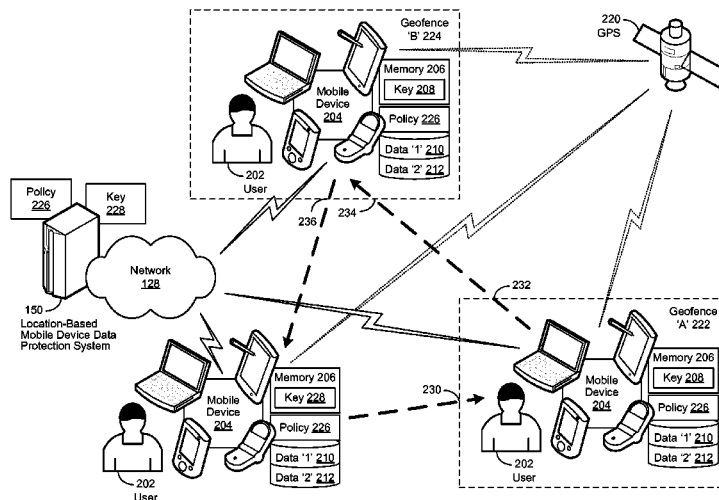 Geofence
'B' 224
220
GPS
Memory 206
Key 208
Mobile
Device
204
Policy 226
Data '1' 210
Data '2' 212
202
User
Policy
226
Key
228
236
234
Network
128
232
150
Location-Based
Mobile Device Data
Protection System
Geofence
'A' 222
Memory 206
Key 228
Mobile
Device
204
Policy 226
Data '1' 210
Data '2' 212
202
User
230
Memory 206
Key 208
Mobile
Device
204
Policy 226
Data '1' 210
Data '2' 212
202
User